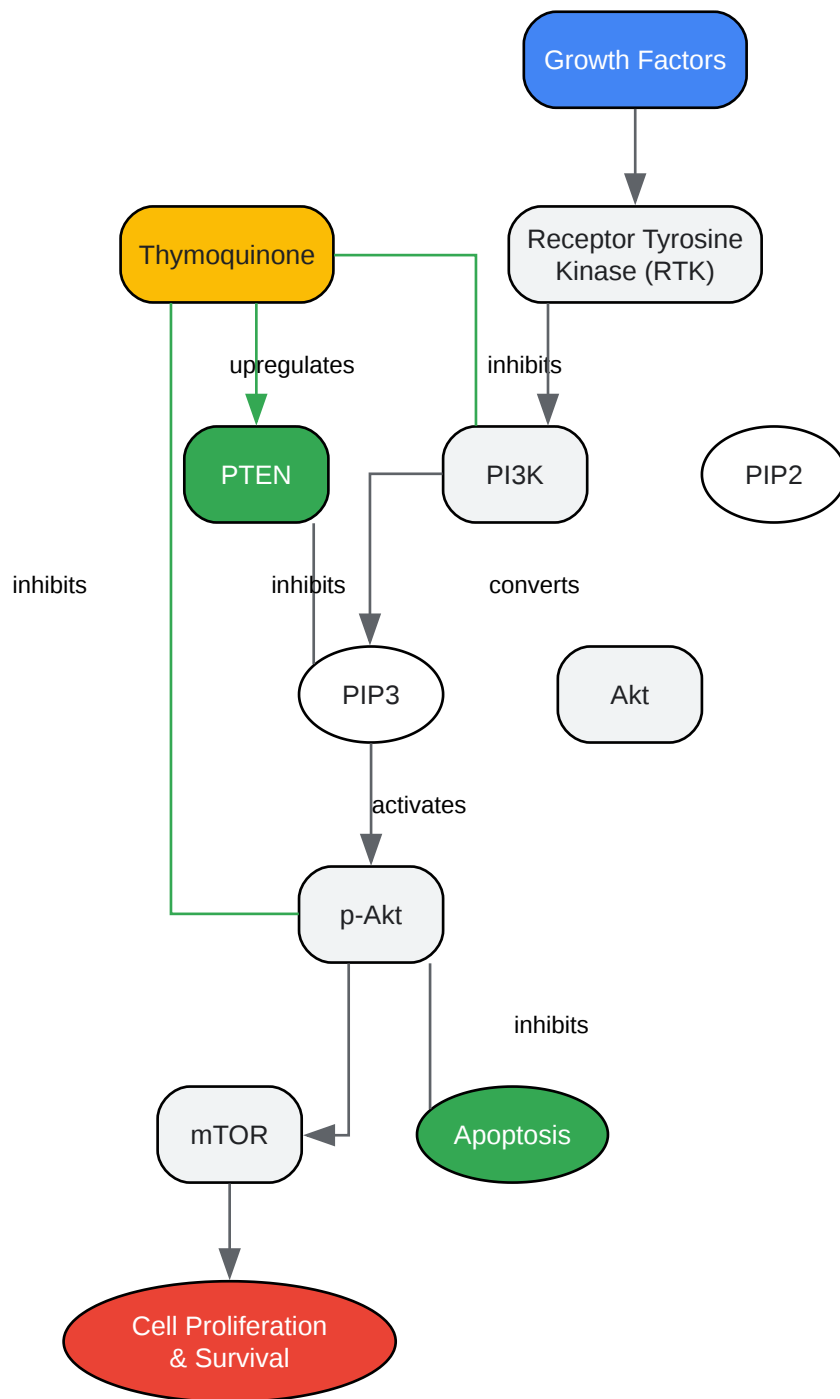 Growth Factors
Thymoquinone
Receptor Tyrosine
Kinase (RTK)
upregulates
inhibits
PTEN
PI3K
PIP2
inhibits
inhibits
converts
PIP3
Akt
activates
p-Akt
inhibits
mTOR
Apoptosis
Cell Proliferation
& Survival